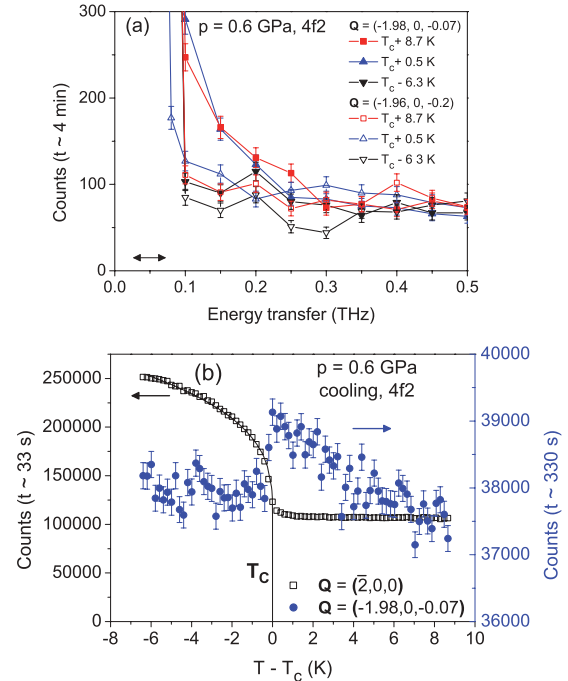 (a)
p = 0.6 GPa, 4f2
Q = (-1.98, 0, -0.07)
T_C + 8.7 K
T_C + 0.5 K
T_C − 6.3 K
Q = (-1.96, 0, -0.2)
T_C + 8.7 K
T_C + 0.5 K
T_C − 6.3 K
300
200
100
0
Counts (t ~ 4 min)
0.0 0.1 0.2 0.3 0.4 0.5
Energy transfer (THz)
(b)
p = 0.6 GPa
cooling, 4f2
250000
200000
150000
100000
50000
0
Counts (t ~ 33 s)
40000
39000
38000
37000
36000
Counts (t ~ 330 s)
T_C
Q = (2̅,0,0)
Q = (-1.98,0,-0.07)
-8 -6 -4 -2 0 2 4 6 8 10
T - T_C (K)